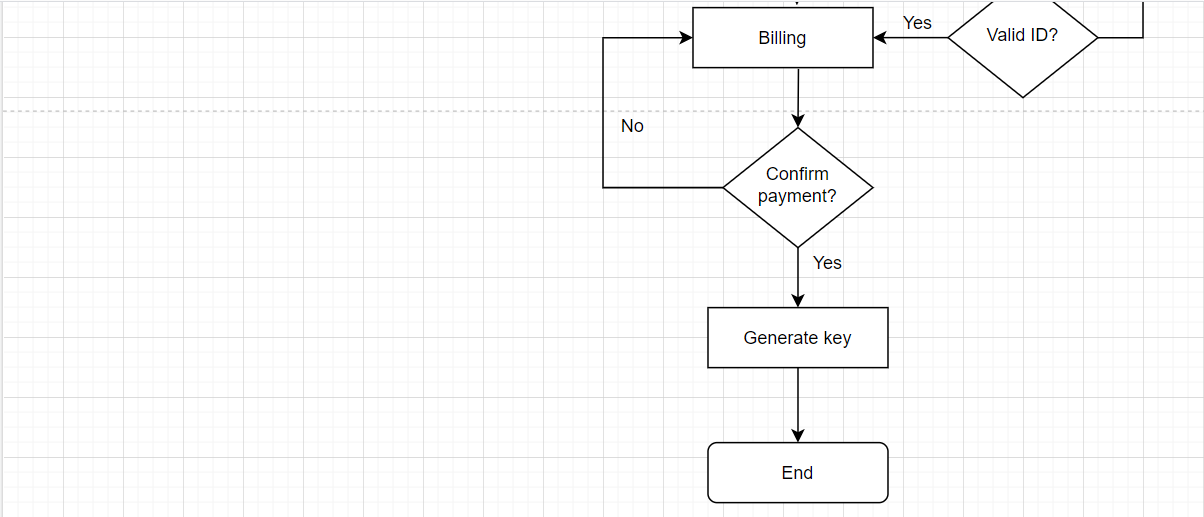 Billing
Yes
Valid ID?
No
Confirm
payment?
Yes
Generate key
End